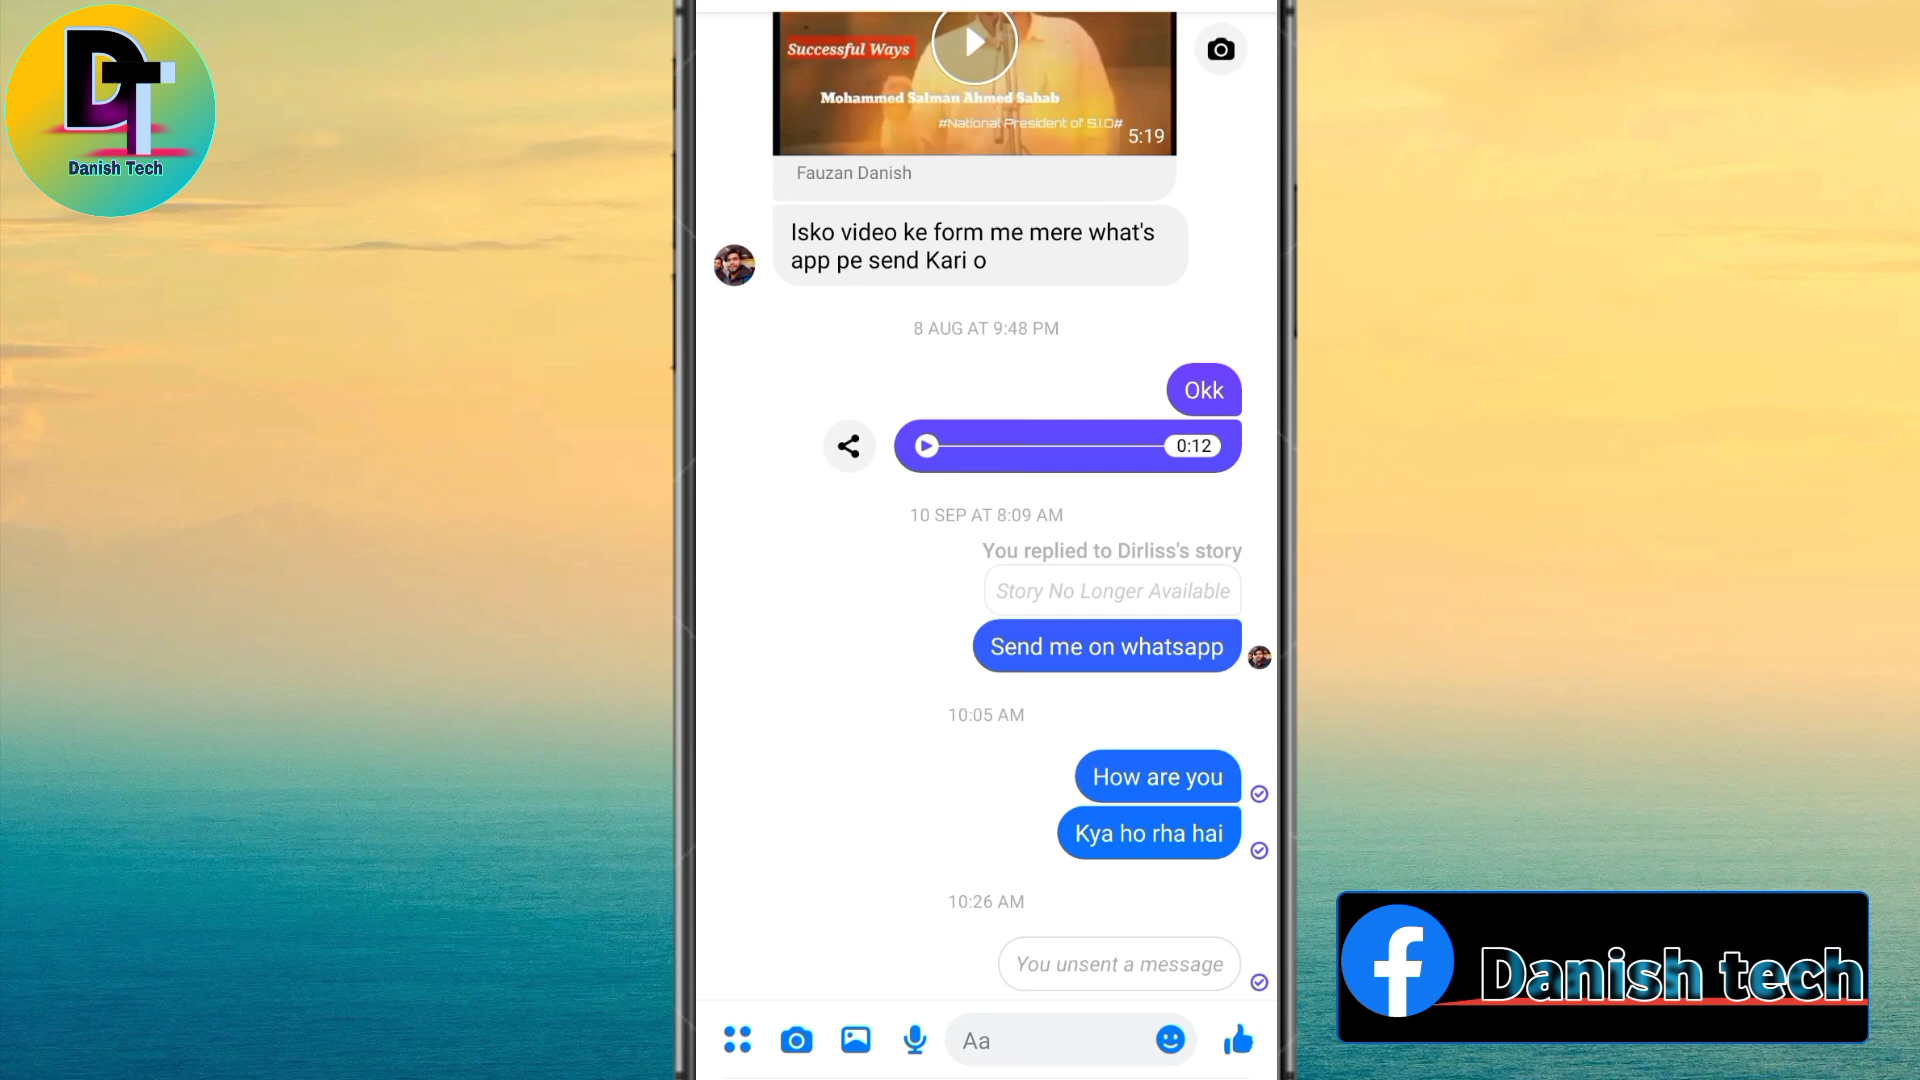 DT
Danish Tech
Successful Ways
Mohammed Salman Ahmed Sahab
#National President of S.I.O#
5:19
Fauzan Danish
Isko video ke form me mere what's
app pe send Kari o
8 AUG AT 9:48 PM
Okk
0:12
10 SEP AT 8:09 AM
You replied to Dirliss's story
Story No Longer Available
Send me on whatsapp
10:05 AM
How are you
Kya ho rha hai
10:26 AM
You unsent a message
Aa
f Danish tech